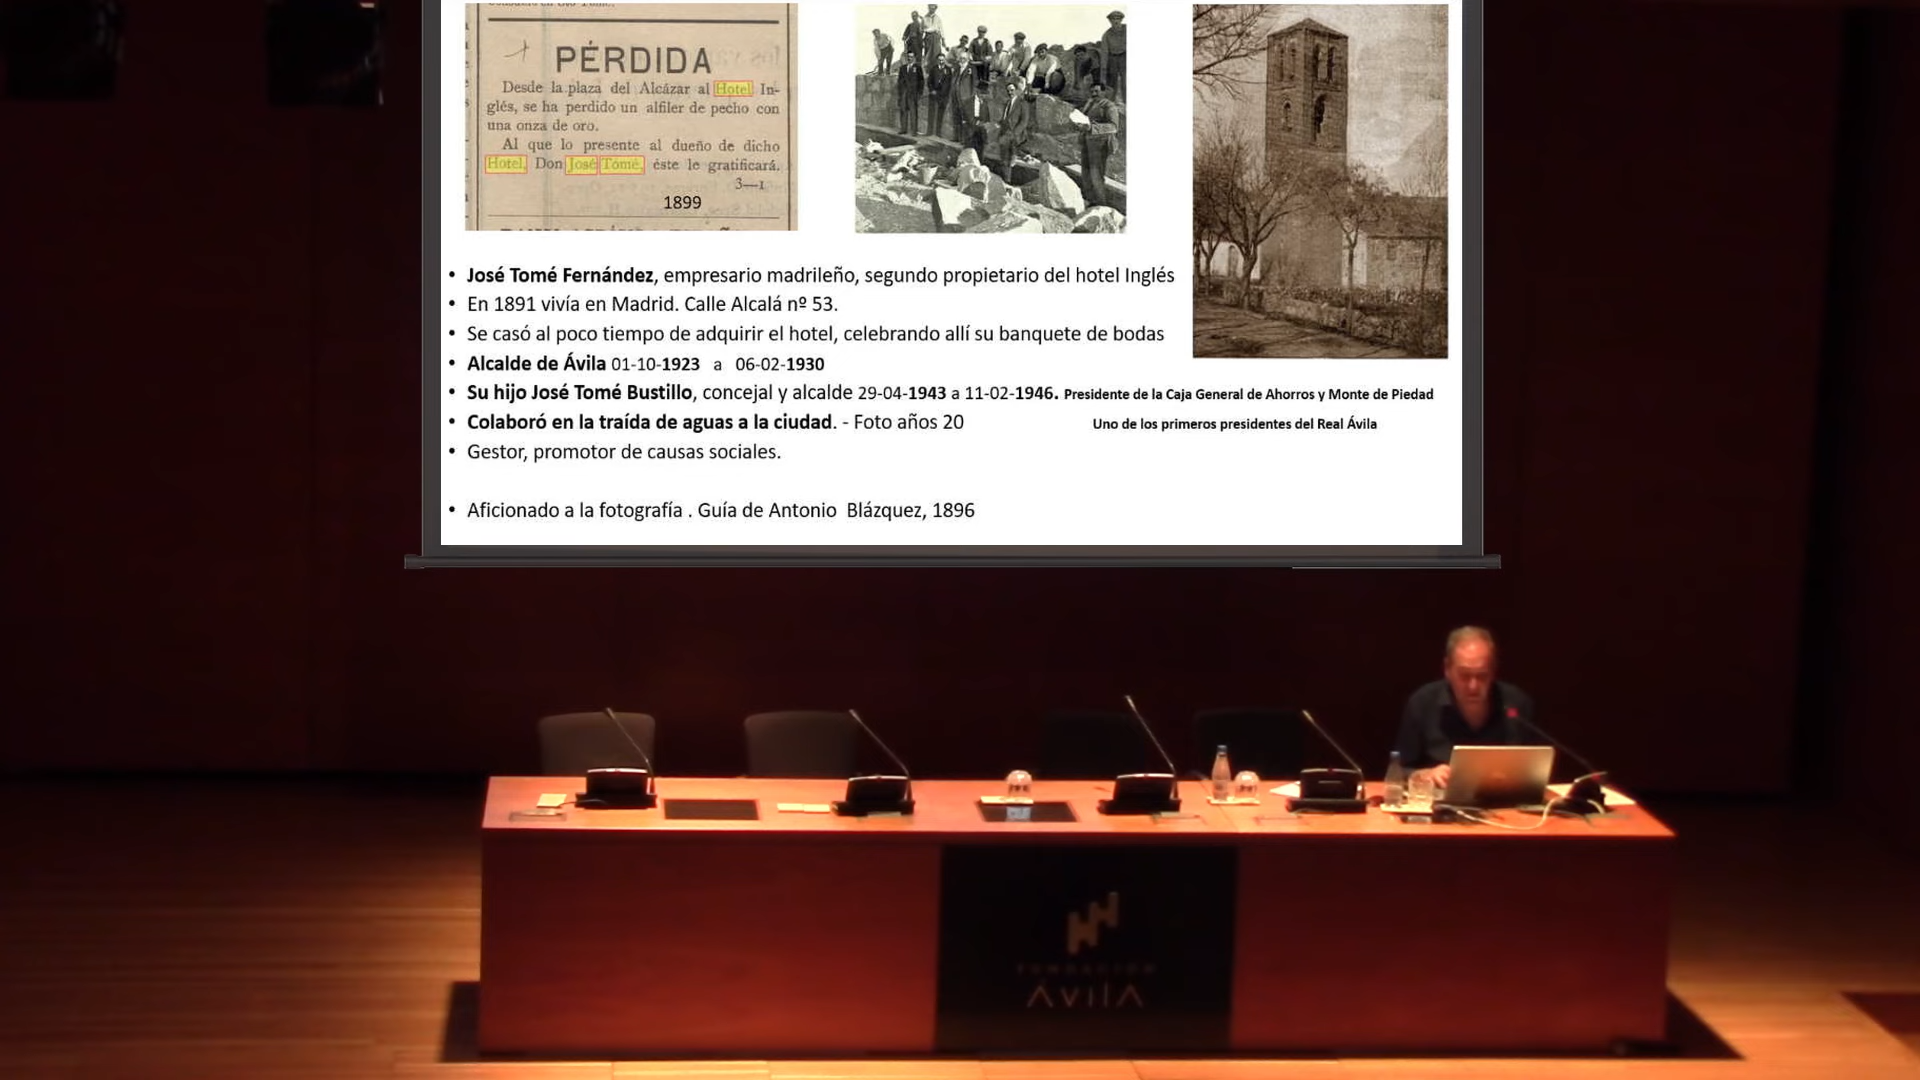 PÉRDIDA
Desde la plaza del Alcázar al Hotel In-
glés, se ha perdido un alfiler de pecho con
una onza de oro.
Al que lo presente al dueño de dicho
Hotel, Don José Tomé, éste le gratificará.
3—1
1899
• José Tomé Fernández, empresario madrileño, segundo propietario del hotel Inglés
• En 1891 vivía en Madrid. Calle Alcalá nº 53.
• Se casó al poco tiempo de adquirir el hotel, celebrando allí su banquete de bodas
• Alcalde de Ávila 01-10-1923 a 06-02-1930
• Su hijo José Tomé Bustillo, concejal y alcalde 29-04-1943 a 11-02-1946. Presidente de la Caja General de Ahorros y Monte de Piedad
• Colaboró en la traída de aguas a la ciudad. - Foto años 20 Uno de los primeros presidentes del Real Ávila
• Gestor, promotor de causas sociales.
• Aficionado a la fotografía . Guía de Antonio Blázquez, 1896
FUNDACIÓN
ÁvilA